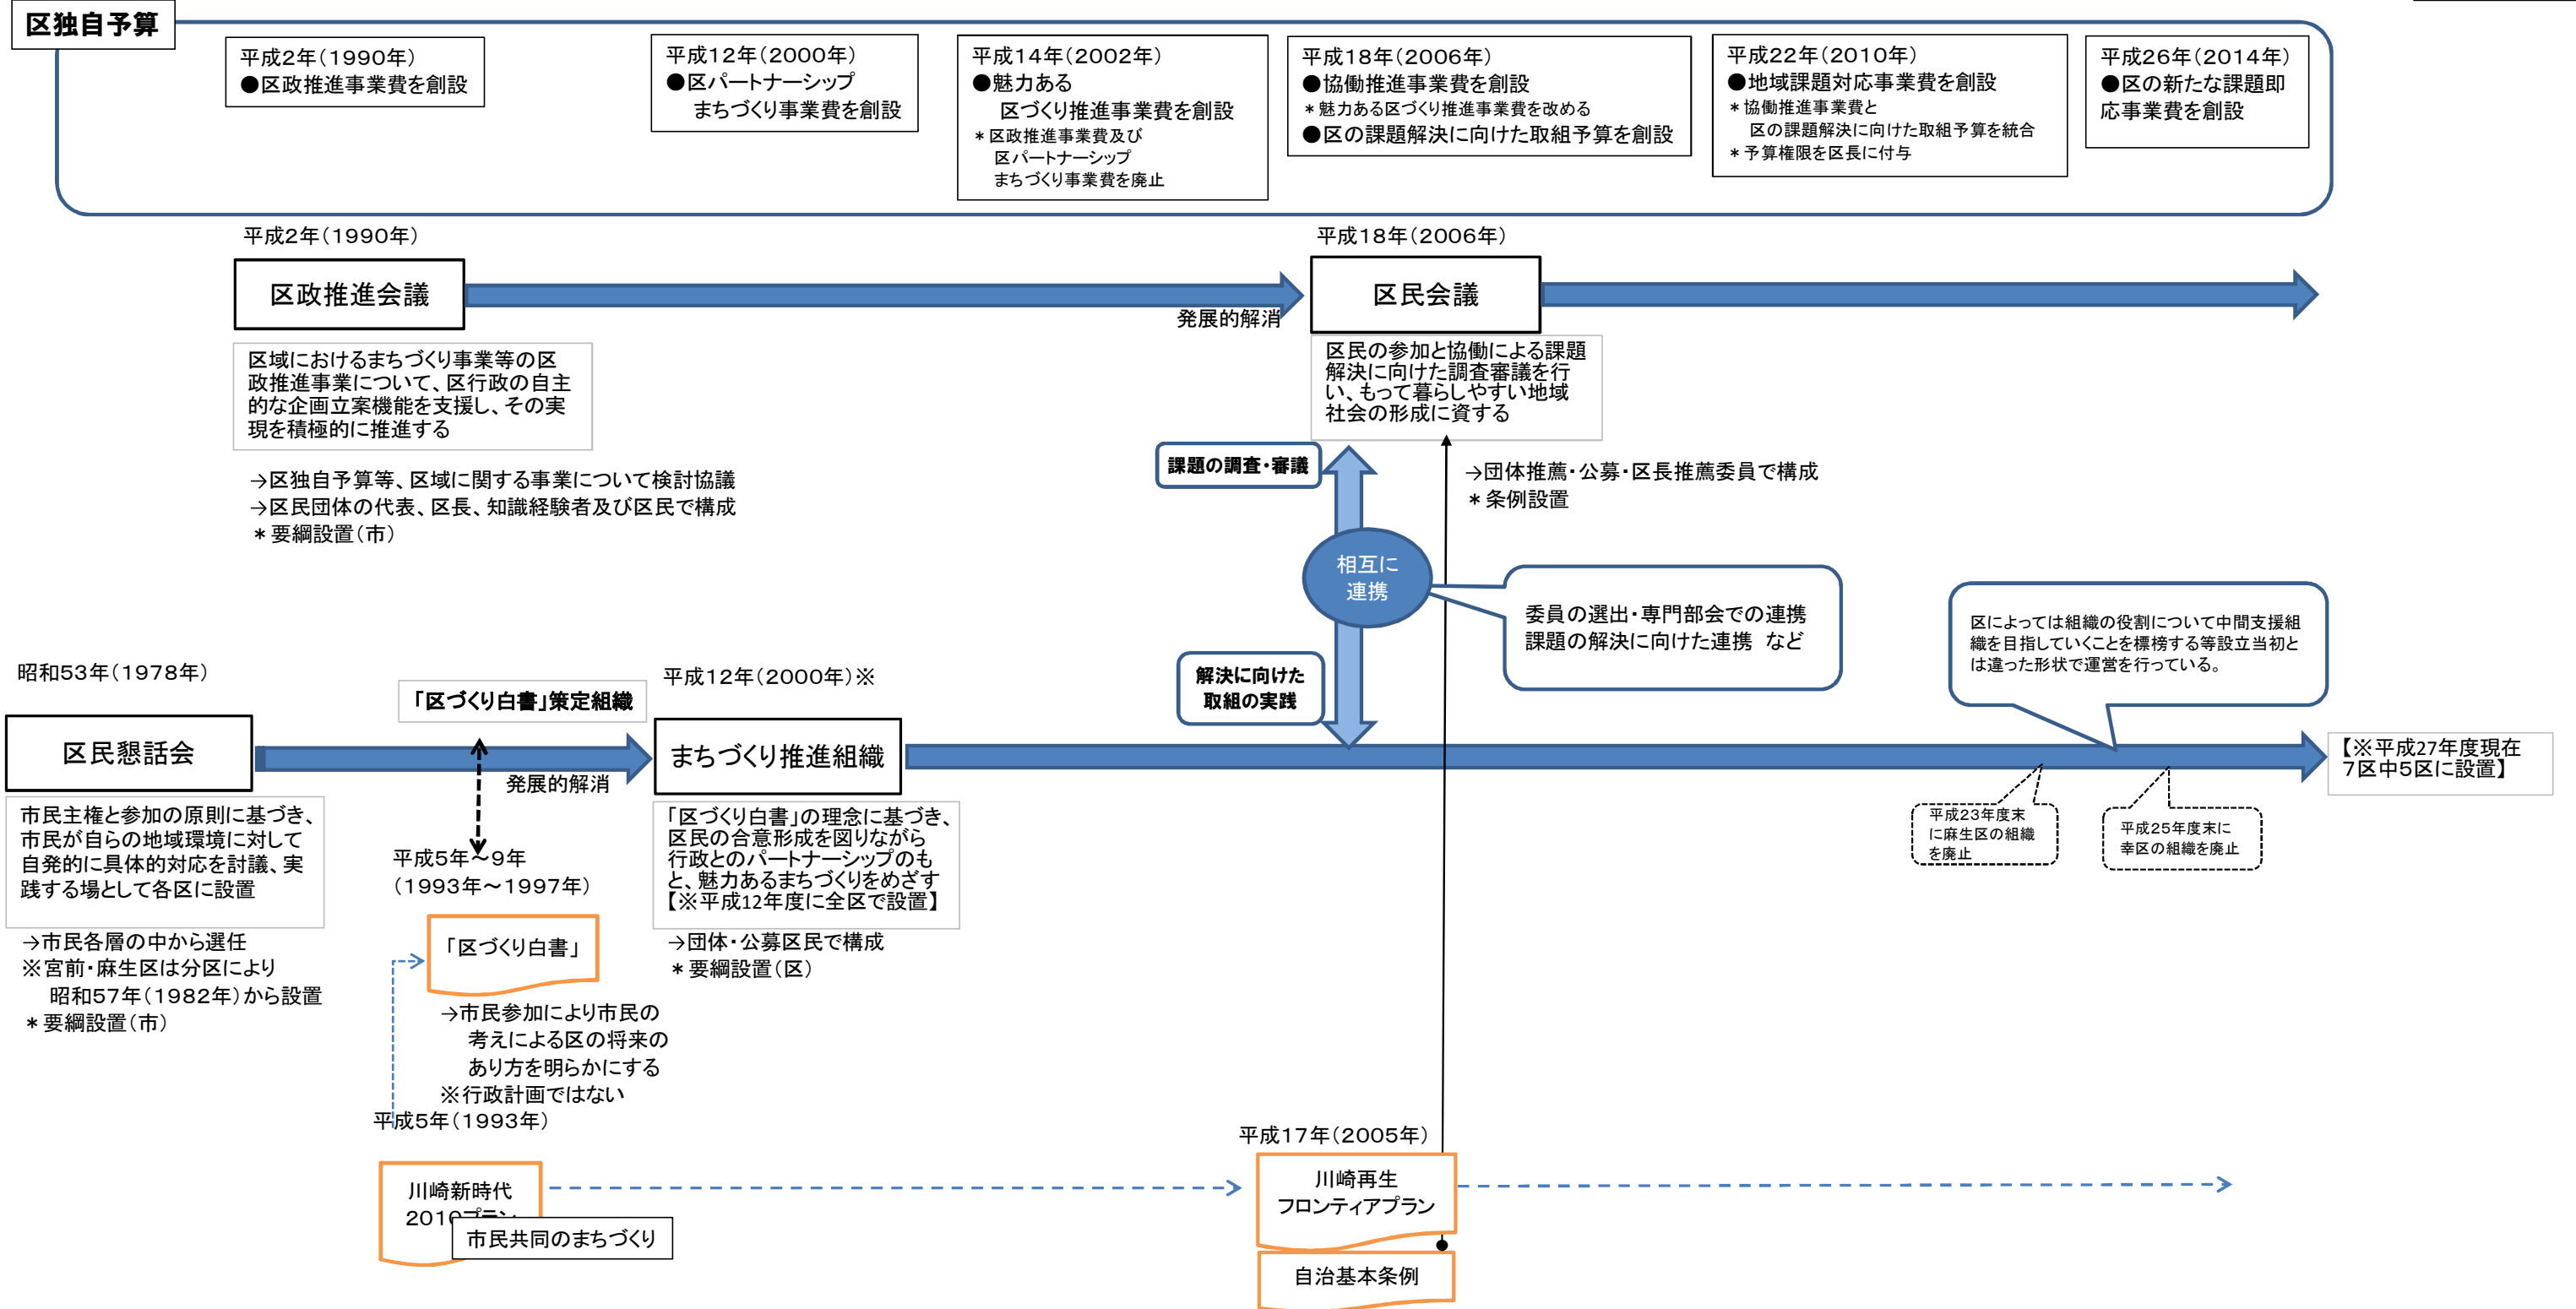 区独自予算
平成2年(1990年)
●区政推進事業費を創設
平成12年(2000年)
●区パートナーシップ
まちづくり事業費を創設
平成14年(2002年)
●魅力ある
区づくり推進事業費を創設
*区政推進事業費及び
区パートナーシップ
まちづくり事業費を廃止
平成18年(2006年)
●協働推進事業費を創設
*魅力ある区づくり推進事業費を改める
●区の課題解決に向けた取組予算を創設
平成22年(2010年)
●地域課題対応事業費を創設
*協働推進事業費と
区の課題解決に向けた取組予算を統合
*予算権限を区長に付与
平成26年(2014年)
●区の新たな課題即
応事業費を創設
平成2年(1990年)
区政推進会議
発展的解消
区域におけるまちづくり事業等の区
政推進事業について、区行政の自主
的な企画立案機能を支援し、その実
現を積極的に推進する
→区独自予算等、区域に関する事業について検討協議
→区民団体の代表、区長、知識経験者及び区民で構成
*要綱設置(市)
平成18年(2006年)
区民会議
区民の参加と協働による課題
解決に向けた調査審議を行
い、もって暮らしやすい地域
社会の形成に資する
→団体推薦・公募・区長推薦委員で構成
*条例設置
課題の調査・審議
相互に
連携
解決に向けた
取組の実践
委員の選出・専門部会での連携
課題の解決に向けた連携 など
区によっては組織の役割について中間支援組
織を目指していくことを標榜する等設立当初と
は違った形状で運営を行っている。
昭和53年(1978年)
区民懇話会
市民主権と参加の原則に基づき、
市民が自らの地域環境に対して
自発的に具体的対応を討議、実
践する場として各区に設置
→市民各層の中から選任
※宮前・麻生区は分区により
昭和57年(1982年)から設置
*要綱設置(市)
「区づくり白書」策定組織
発展的解消
平成5年~9年
(1993年~1997年)
「区づくり白書」
→市民参加により市民の
考えによる区の将来の
あり方を明らかにする
※行政計画ではない
平成12年(2000年)※
まちづくり推進組織
「区づくり白書」の理念に基づき、
区民の合意形成を図りながら
行政とのパートナーシップのも
と、魅力あるまちづくりをめざす
【※平成12年度に全区で設置】
→団体・公募区民で構成
*要綱設置(区)
平成23年度末
に麻生区の組織
を廃止
平成25年度末に
幸区の組織を廃止
【※平成27年度現在
7区中5区に設置】
平成5年(1993年)
川崎新時代
2010プラン
市民共同のまちづくり
平成17年(2005年)
川崎再生
フロンティアプラン
自治基本条例